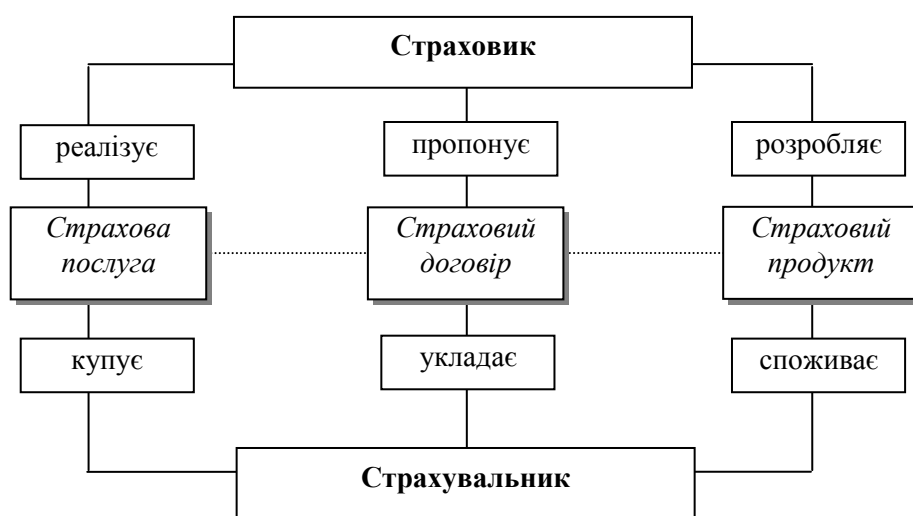 Страховик
реалізує
пропонує
розробляє
Страхова
послуга
Страховий
договір
Страховий
продукт
купує
укладає
споживає
Страхувальник